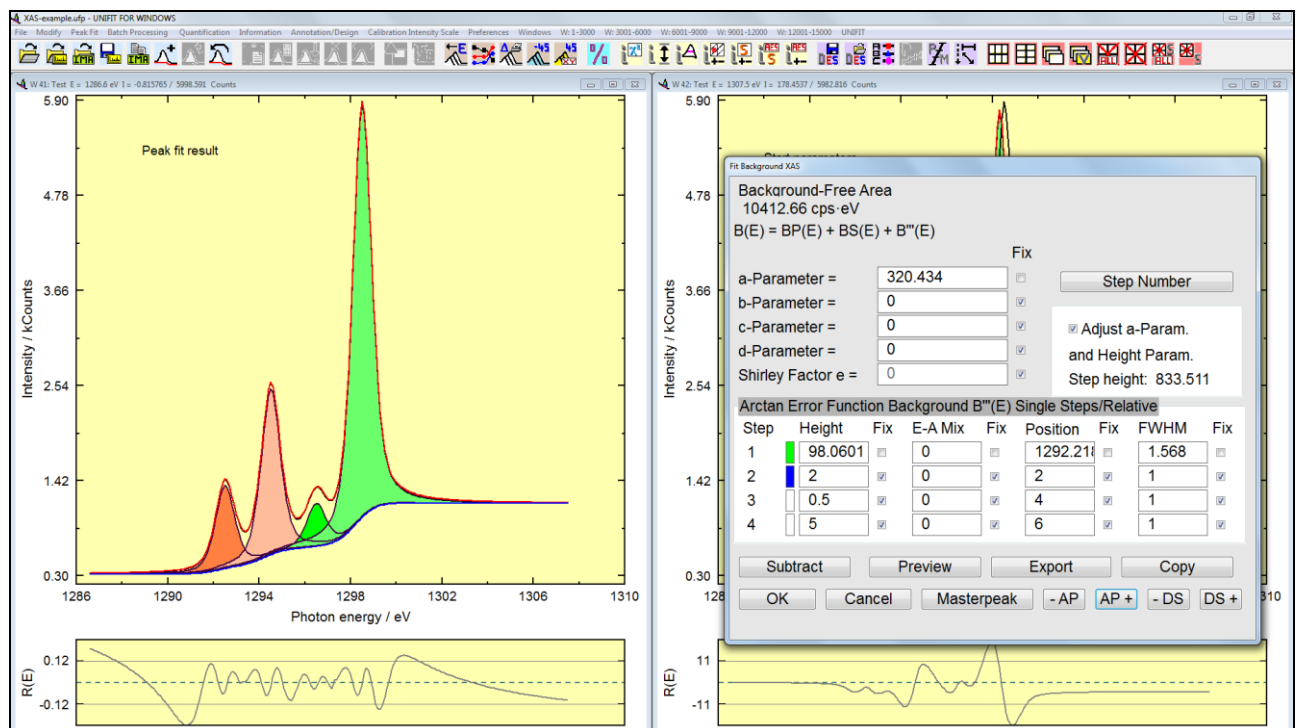 XAS-example.ufp - UNIFIT FOR WINDOWS
File Modify Peak Fit Batch Processing Quantification Information Annotation/Design Calibration Intensity Scale Preferences Windows W: 1-3000 W: 3001-6000 W: 6001-9000 W: 9001-12000 W: 12001-15000 UNIFIT
W 41: Test E = 1286.6 eV I = -0.815765 / 5998.591 Counts
5.90
Peak fit result
4.78
3.66
2.54
1.42
0.30
Intensity / kCounts
1286 1290 1294 1298 1302 1306 1310
Photon energy / eV
0.12
-0.12
R(E)
W 42: Test E = 1307.5 eV I = 178.4537 / 5982.816 Counts
5.90
4.78
3.66
2.54
1.42
0.30
Intensity / kCounts
11
-11
R(E)
Fit Background XAS
Background-Free Area
10412.66 cps·eV
B(E) = BP(E) + BS(E) + B'''(E)
Fix
a-Parameter = 320.434
Step Number
b-Parameter = 0
c-Parameter = 0
d-Parameter = 0
Shirley Factor e = 0
Adjust a-Param.
and Height Param.
Step height: 833.511
Arctan Error Function Background B'''(E) Single Steps/Relative
Step Height Fix E-A Mix Fix Position Fix FWHM Fix
1 98.0601 0 1292.21 1.568
2 2 0 2 1
3 0.5 0 4 1
4 5 0 6 1
Subtract Preview Export Copy
OK Cancel Masterpeak - AP AP + - DS DS +